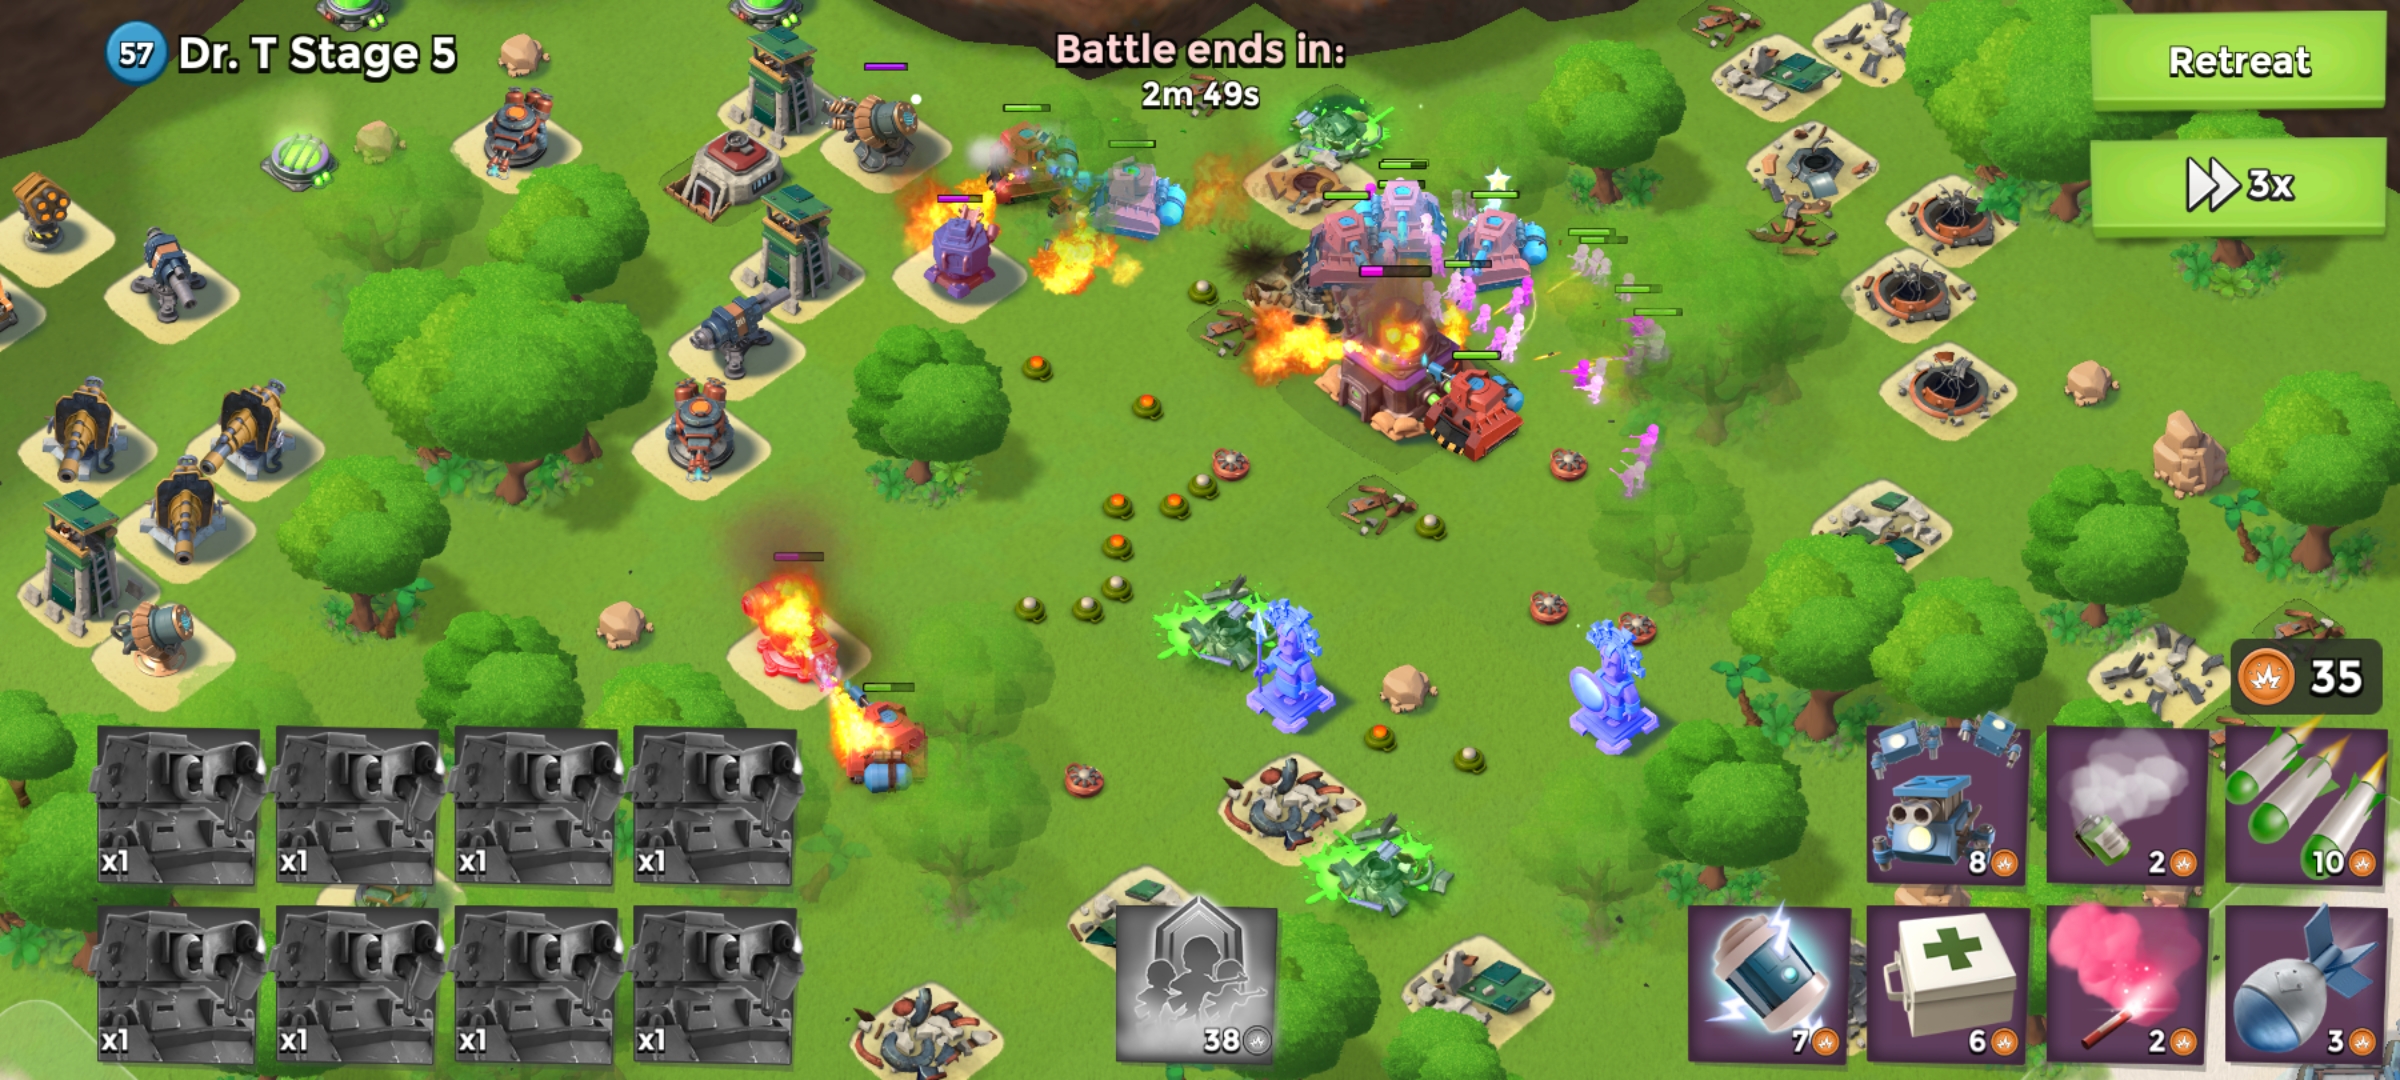 57 Dr. T Stage 5
Battle ends in:
2m 49s
Retreat
3x
35
8
2
10
x1
x1
x1
x1
x1
x1
x1
x1
38
7
6
2
3